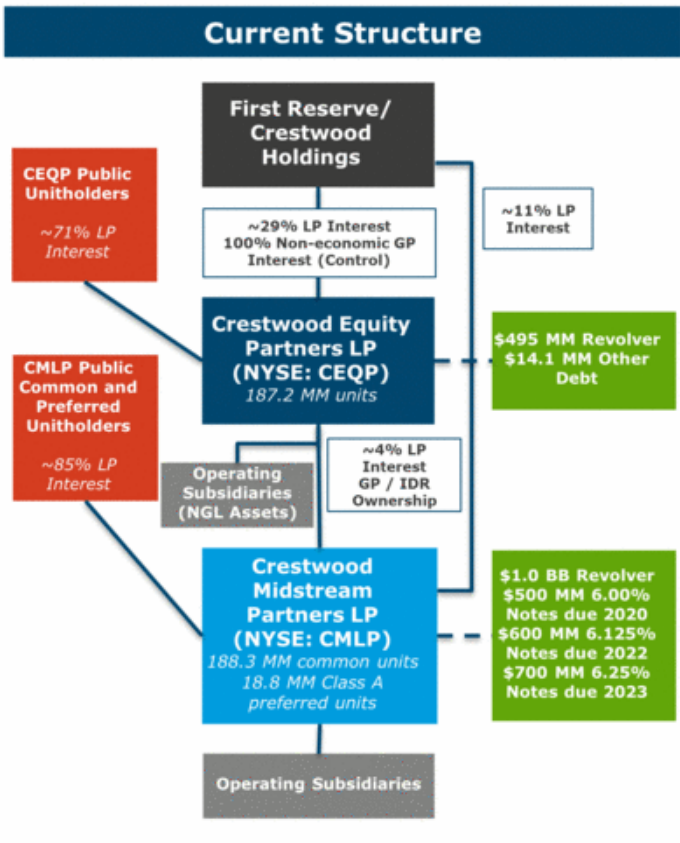 Current Structure
First Reserve/
Crestwood
Holdings
CEQP Public
Unitholders
~71% LP
Interest
~29% LP Interest
100% Non-economic GP
Interest (Control)
~11% LP
Interest
Crestwood Equity
Partners LP
(NYSE: CEQP)
187.2 MM units
$495 MM Revolver
$14.1 MM Other
Debt
CMLP Public
Common and
Preferred
Unitholders
~85% LP
Interest
~4% LP
Interest
GP / IDR
Ownership
Operating
Subsidiaries
(NGL Assets)
Crestwood
Midstream
Partners LP
(NYSE: CMLP)
188.3 MM common units
18.8 MM Class A
preferred units
$1.0 BB Revolver
$500 MM 6.00%
Notes due 2020
$600 MM 6.125%
Notes due 2022
$700 MM 6.25%
Notes due 2023
Operating Subsidiaries